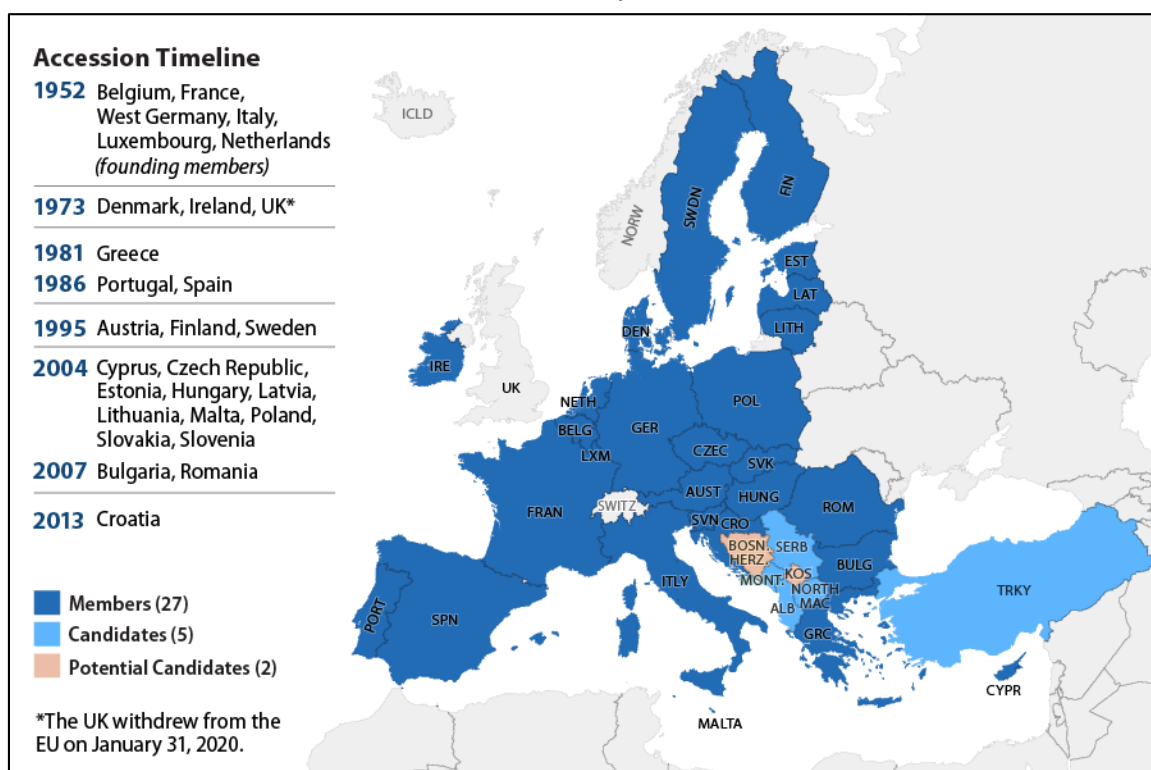 Accession Timeline
1952 Belgium, France,
West Germany, Italy,
Luxembourg, Netherlands
(founding members)
1973 Denmark, Ireland, UK*
1981 Greece
1986 Portugal, Spain
1995 Austria, Finland, Sweden
2004 Cyprus, Czech Republic,
Estonia, Hungary, Latvia,
Lithuania, Malta, Poland,
Slovakia, Slovenia
2007 Bulgaria, Romania
2013 Croatia
Members (27)
Candidates (5)
Potential Candidates (2)
*The UK withdrew from the
EU on January 31, 2020.
ICLD
NORW
SWDN
FIN
EST
LAT
LITH
DEN
IRE
UK
NETH
POL
BELG
GER
LXM
CZEC
SVK
AUST
HUNG
SWITZ
FRAN
ROM
SVN
CRO
BOSN.
HERZ.
SERB
BULG
MONT.
KOS
ITLY
NORTH
MAC
ALB
TRKY
PORT
SPN
GRC
CYPR
MALTA